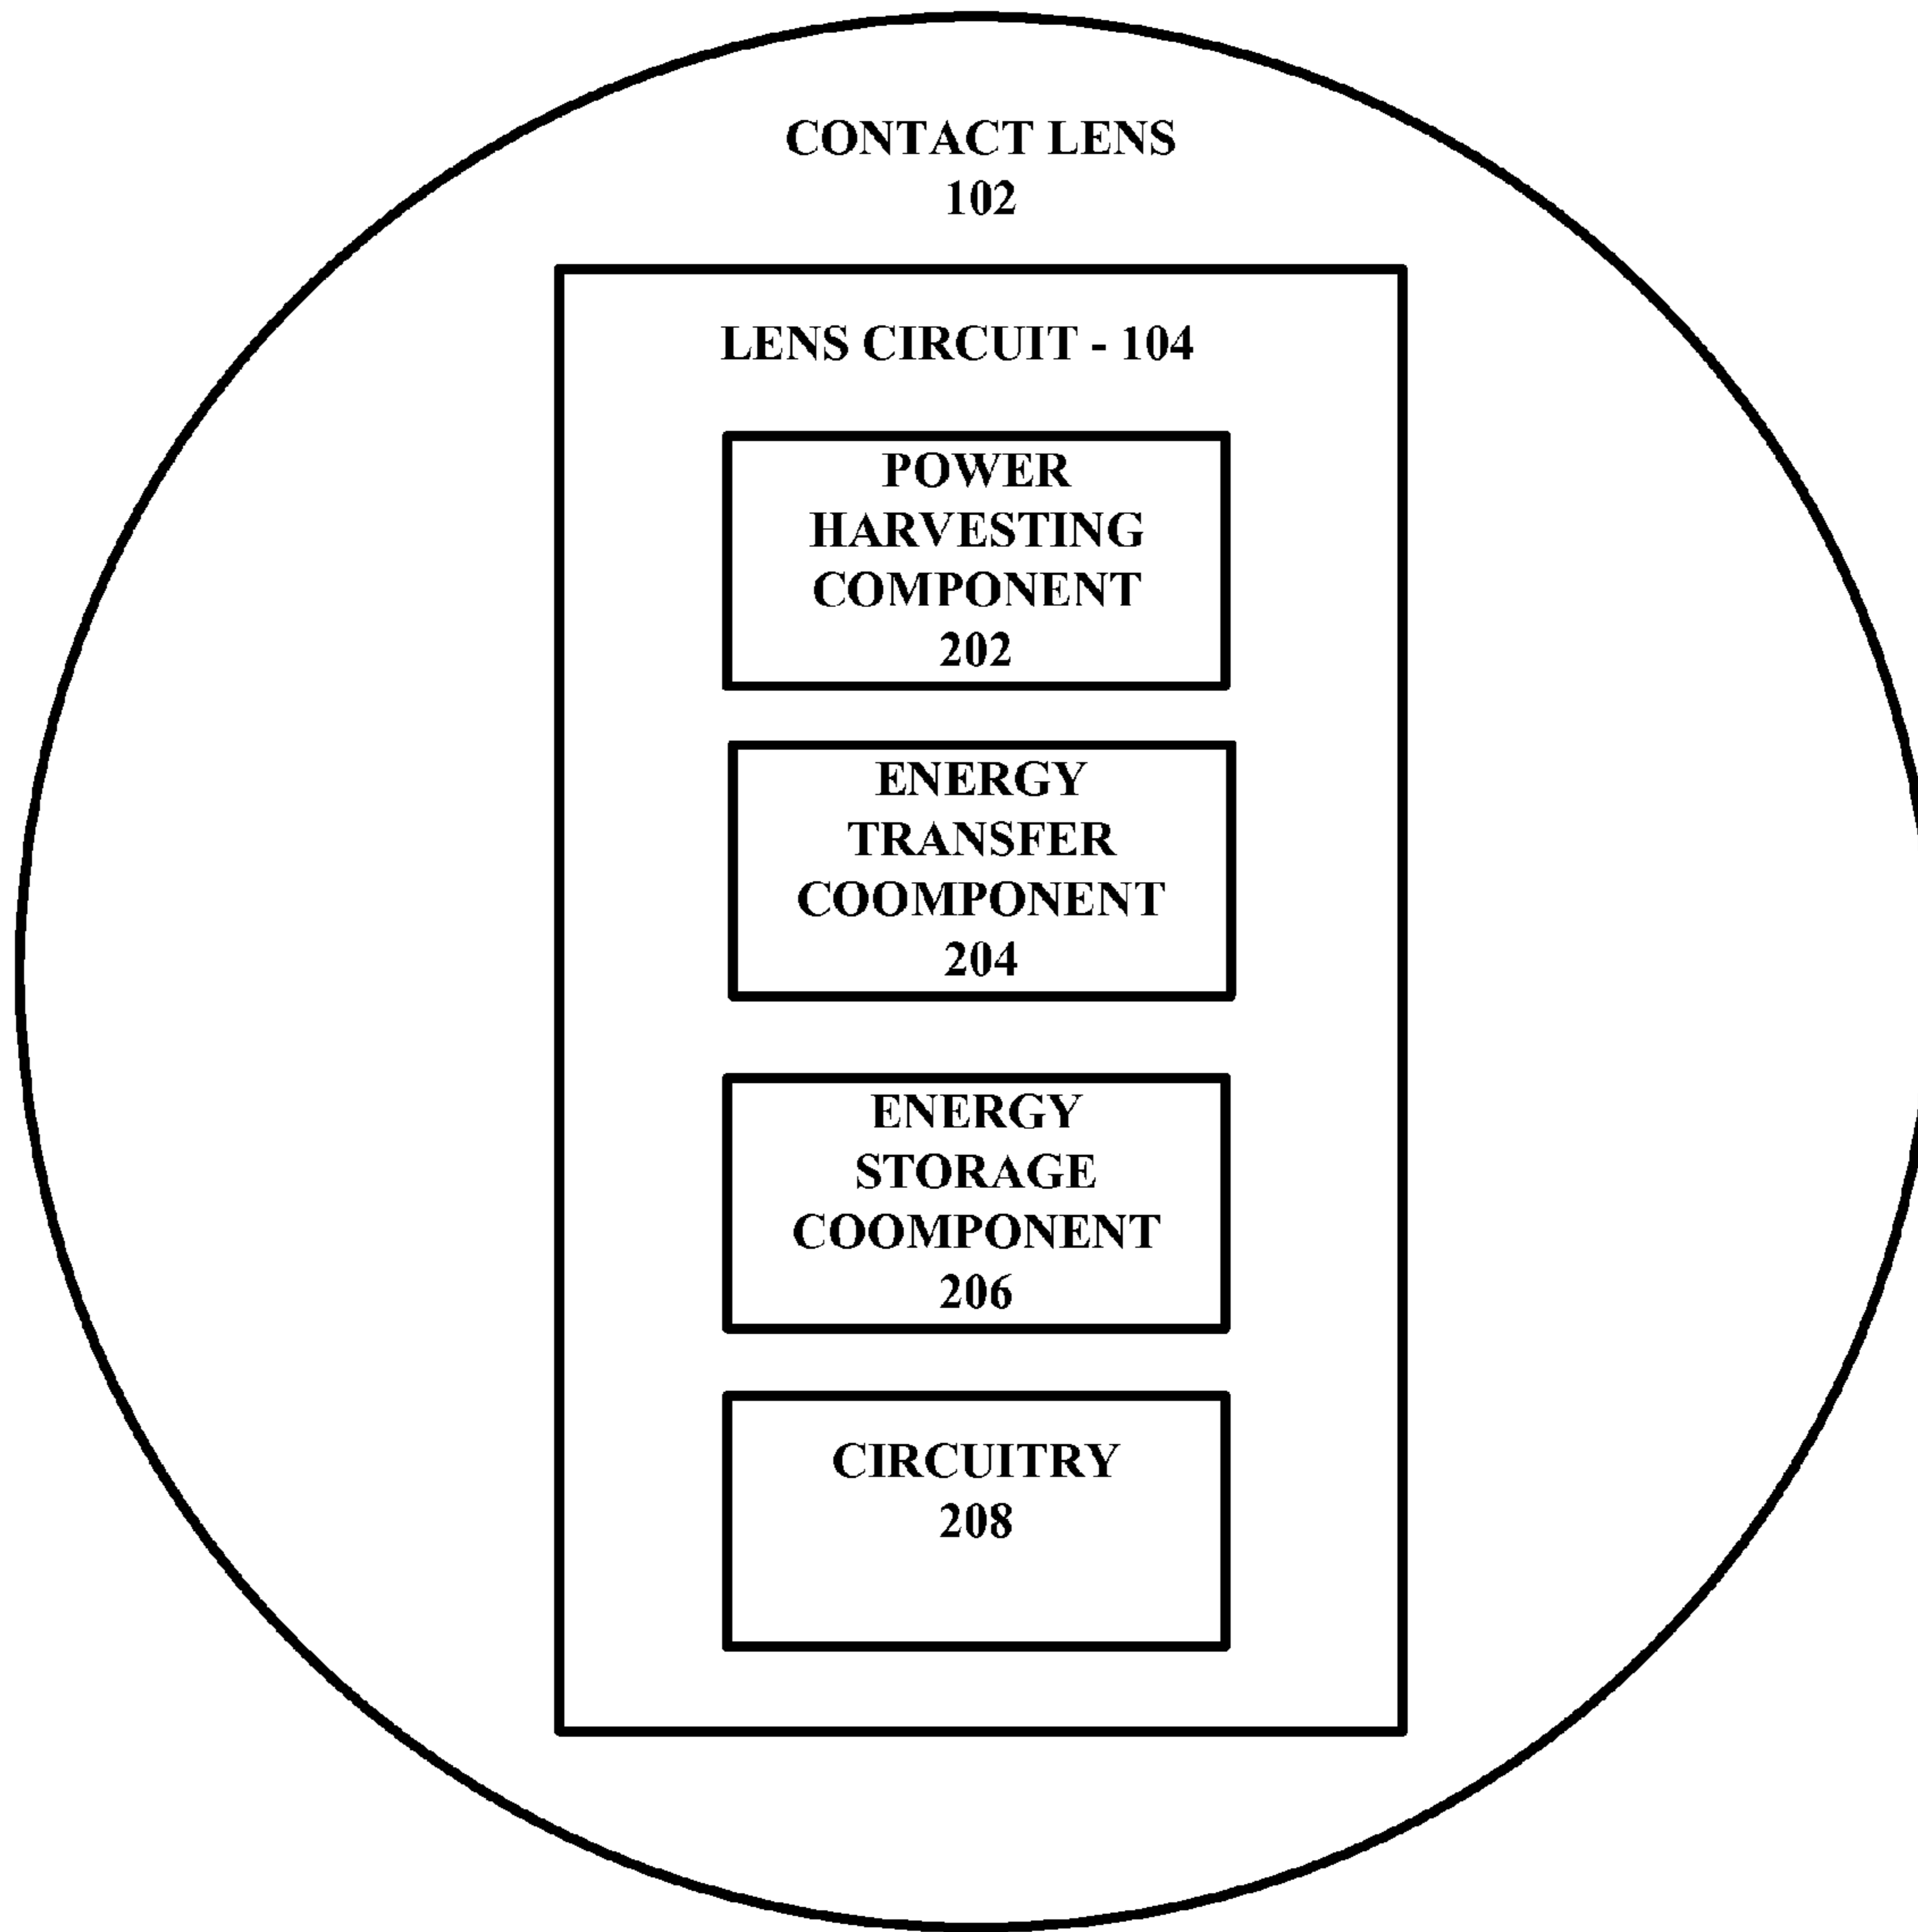 CONTACT LENS
102
LENS CIRCUIT - 104
POWER
HARVESTING
COMPONENT
202
ENERGY
TRANSFER
COOMPONENT
204
ENERGY
STORAGE
COOMPONENT
206
CIRCUITRY
208